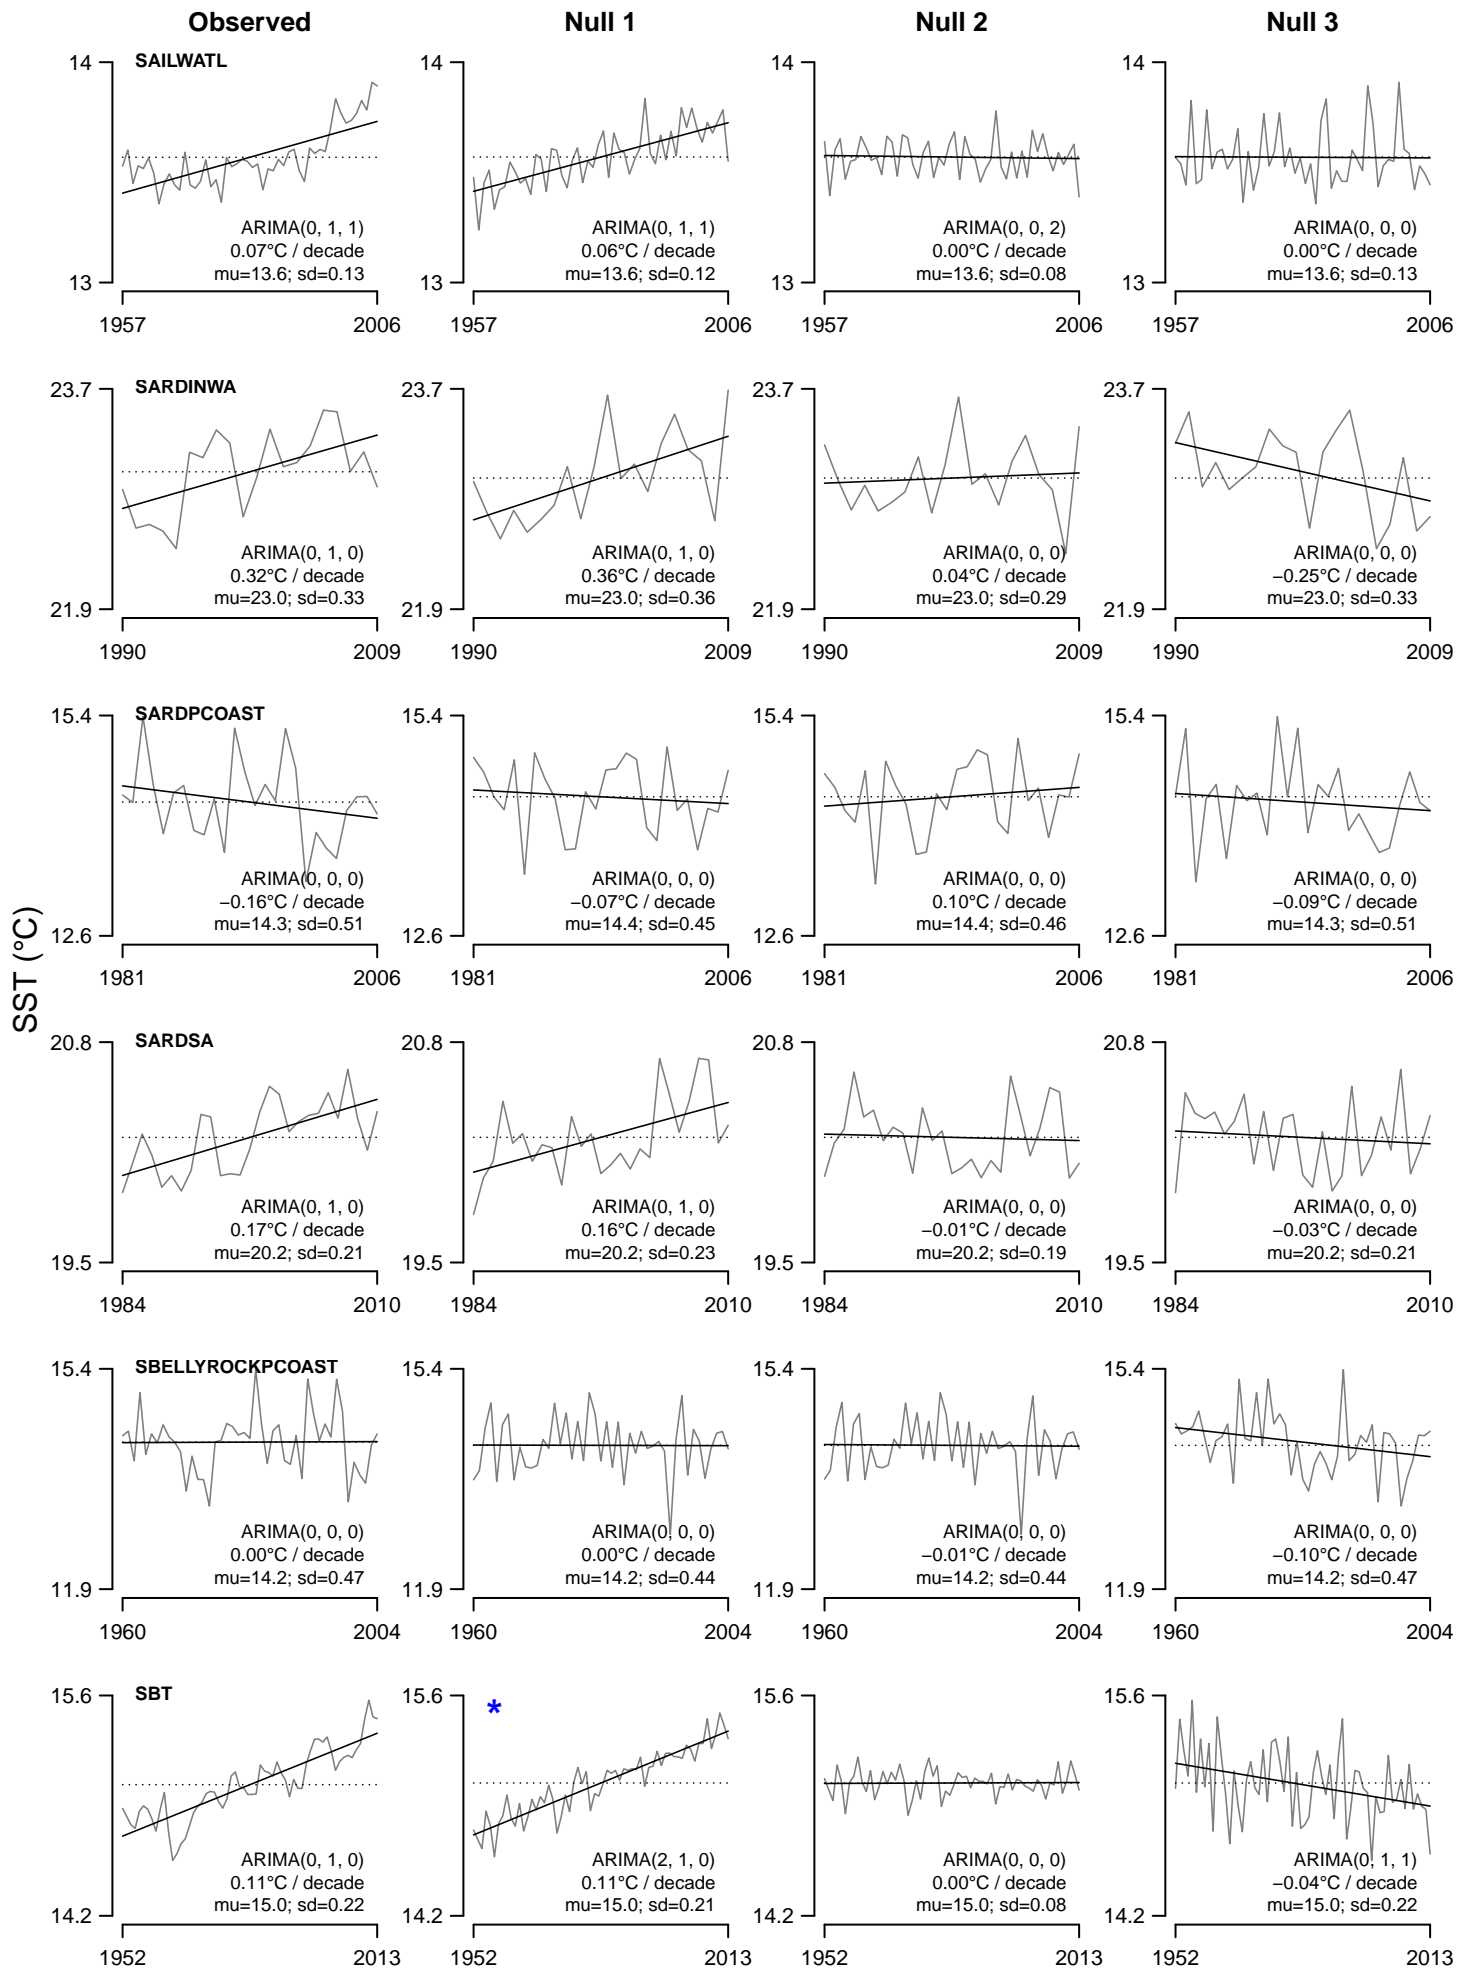 Observed Null 1 Null 2 Null 3
SST (°C)
SAILWATL
14 14 14 14
ARIMA(0, 1, 1) ARIMA(0, 1, 1) ARIMA(0, 0, 2) ARIMA(0, 0, 0)
0.07°C / decade 0.06°C / decade 0.00°C / decade 0.00°C / decade
mu=13.6; sd=0.13 mu=13.6; sd=0.12 mu=13.6; sd=0.08 mu=13.6; sd=0.13
13 13 13 13
1957 2006 1957 2006 1957 2006 1957 2006
SARDINWA
23.7 23.7 23.7 23.7
ARIMA(0, 1, 0) ARIMA(0, 1, 0) ARIMA(0, 0, 0) ARIMA(0, 0, 0)
0.32°C / decade 0.36°C / decade 0.04°C / decade −0.25°C / decade
mu=23.0; sd=0.33 mu=23.0; sd=0.36 mu=23.0; sd=0.29 mu=23.0; sd=0.33
21.9 21.9 21.9 21.9
1990 2009 1990 2009 1990 2009 1990 2009
SARDPCOAST
15.4 15.4 15.4 15.4
ARIMA(0, 0, 0) ARIMA(0, 0, 0) ARIMA(0, 0, 0) ARIMA(0, 0, 0)
−0.16°C / decade −0.07°C / decade 0.10°C / decade −0.09°C / decade
mu=14.3; sd=0.51 mu=14.4; sd=0.45 mu=14.4; sd=0.46 mu=14.3; sd=0.51
12.6 12.6 12.6 12.6
1981 2006 1981 2006 1981 2006 1981 2006
SARDSA
20.8 20.8 20.8 20.8
ARIMA(0, 1, 0) ARIMA(0, 1, 0) ARIMA(0, 0, 0) ARIMA(0, 0, 0)
0.17°C / decade 0.16°C / decade −0.01°C / decade −0.03°C / decade
mu=20.2; sd=0.21 mu=20.2; sd=0.23 mu=20.2; sd=0.19 mu=20.2; sd=0.21
19.5 19.5 19.5 19.5
1984 2010 1984 2010 1984 2010 1984 2010
SBELLYROCKPCOAST
15.4 15.4 15.4 15.4
ARIMA(0, 0, 0) ARIMA(0, 0, 0) ARIMA(0, 0, 0) ARIMA(0, 0, 0)
0.00°C / decade 0.00°C / decade −0.01°C / decade −0.10°C / decade
mu=14.2; sd=0.47 mu=14.2; sd=0.44 mu=14.2; sd=0.44 mu=14.2; sd=0.47
11.9 11.9 11.9 11.9
1960 2004 1960 2004 1960 2004 1960 2004
SBT
15.6 15.6 * 15.6 15.6
ARIMA(0, 1, 0) ARIMA(2, 1, 0) ARIMA(0, 0, 0) ARIMA(0, 1, 1)
0.11°C / decade 0.11°C / decade 0.00°C / decade −0.04°C / decade
mu=15.0; sd=0.22 mu=15.0; sd=0.21 mu=15.0; sd=0.08 mu=15.0; sd=0.22
14.2 14.2 14.2 14.2
1952 2013 1952 2013 1952 2013 1952 2013